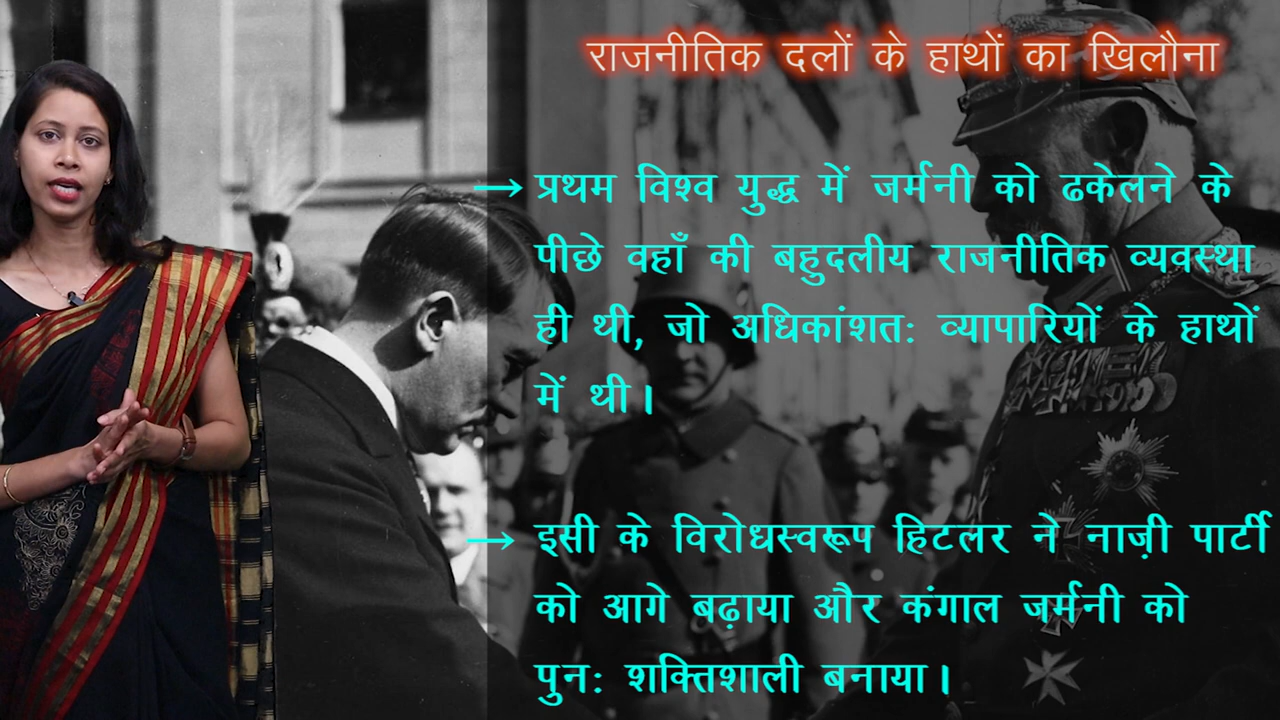 राजनीतिक दलों के हाथों का खिलौना
→ प्रथम विश्व युद्ध में जर्मनी को ढकेलने के
पीछे वहाँ की बहुदलीय राजनीतिक व्यवस्था
ही थी, जो अधिकांशत: व्यापारियों के हाथों
में थी।
→ इसी के विरोधस्वरूप हिटलर ने नाज़ी पार्टी
को आगे बढ़ाया और कंगाल जर्मनी को
पुन: शक्तिशाली बनाया।